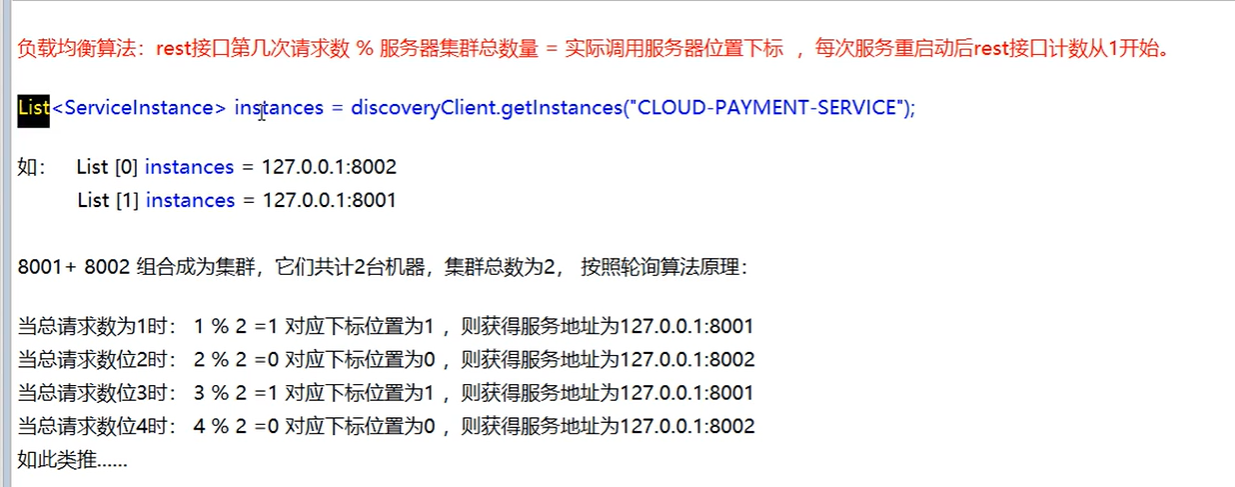 负载均衡算法：rest接口第几次请求数 % 服务器集群总数量 = 实际调用服务器位置下标 ，每次服务重启动后rest接口计数从1开始。
List<ServiceInstance> instances = discoveryClient.getInstances("CLOUD-PAYMENT-SERVICE");
如： List [0] instances = 127.0.0.1:8002
List [1] instances = 127.0.0.1:8001
8001+ 8002 组合成为集群，它们共计2台机器，集群总数为2， 按照轮询算法原理：
当总请求数为1时： 1 % 2 =1 对应下标位置为1 ，则获得服务地址为127.0.0.1:8001
当总请求数位2时： 2 % 2 =0 对应下标位置为0 ，则获得服务地址为127.0.0.1:8002
当总请求数位3时： 3 % 2 =1 对应下标位置为1 ，则获得服务地址为127.0.0.1:8001
当总请求数位4时： 4 % 2 =0 对应下标位置为0 ，则获得服务地址为127.0.0.1:8002
如此类推......